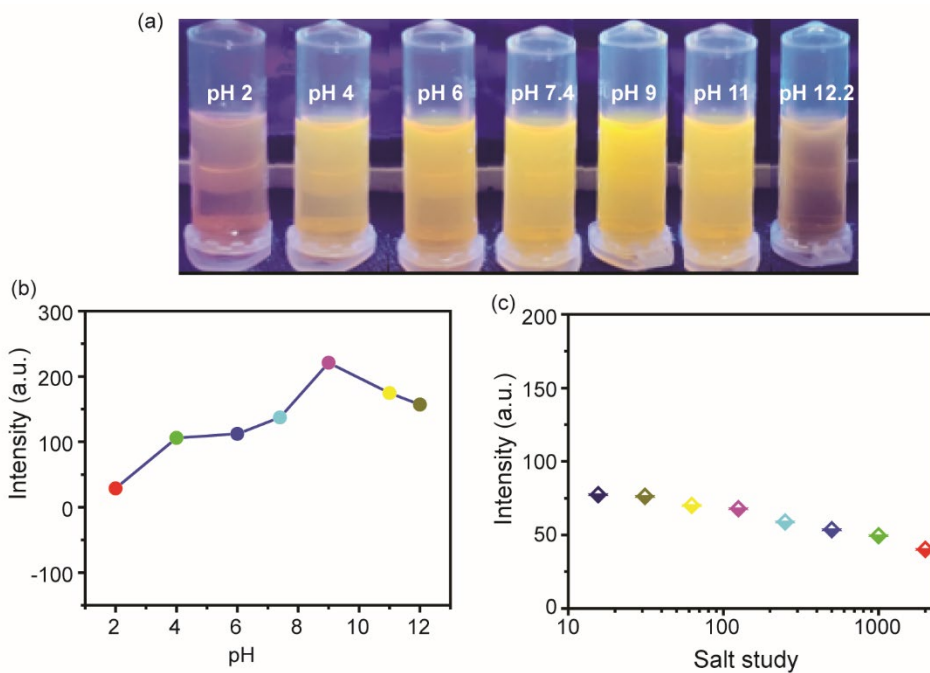 (a)
pH 2 pH 4 pH 6 pH 7.4 pH 9 pH 11 pH 12.2
(b)
300
200
100
0
-100
Intensity (a.u.)
2 4 6 8 10 12
pH
(c)
200
150
100
50
0
Intensity (a.u.)
10 100 1000
Salt study